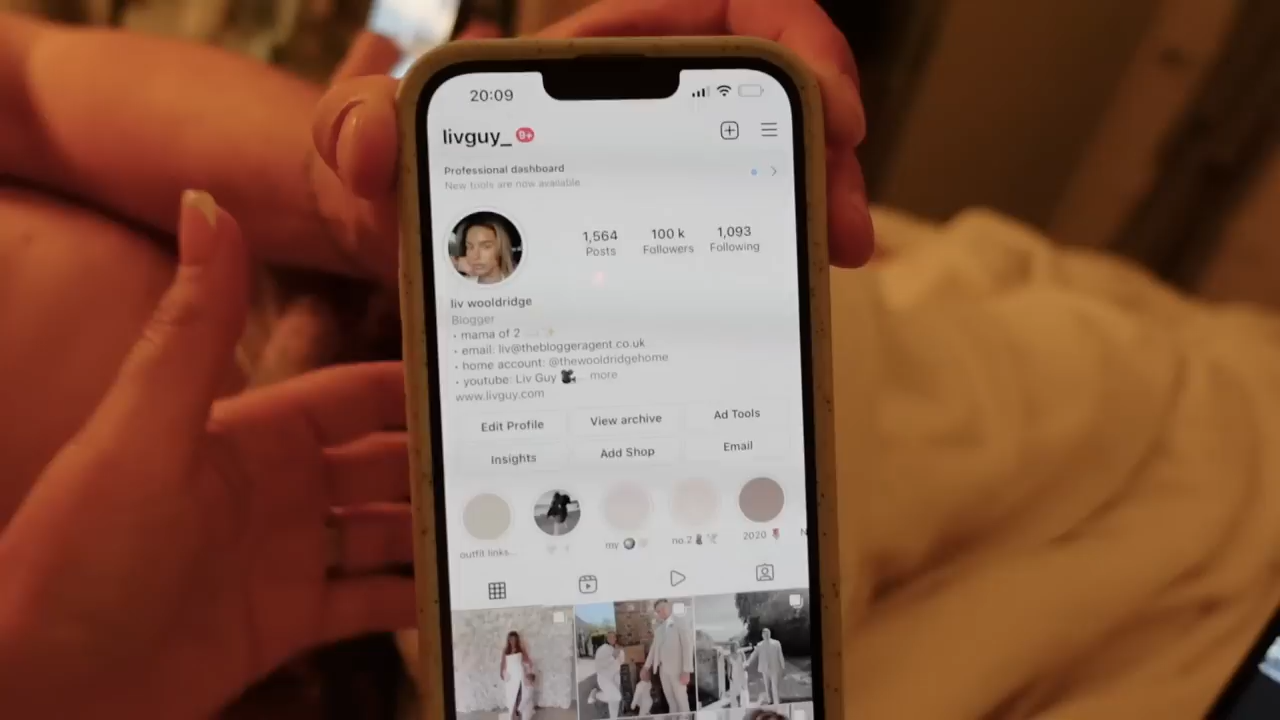 20:09
livguy_ 9+
Professional dashboard
New tools are now available
1,564 100 k 1,093
Posts Followers Following
liv wooldridge
Blogger
• mama of 2
• email: liv@thebloggeragent.co.uk
• home account: @thewooldridgehome
• youtube: Liv Guy 🎥... more
www.livguy.com
Edit Profile View archive Ad Tools
Insights Add Shop Email
outfit links... my no.2 2020 N